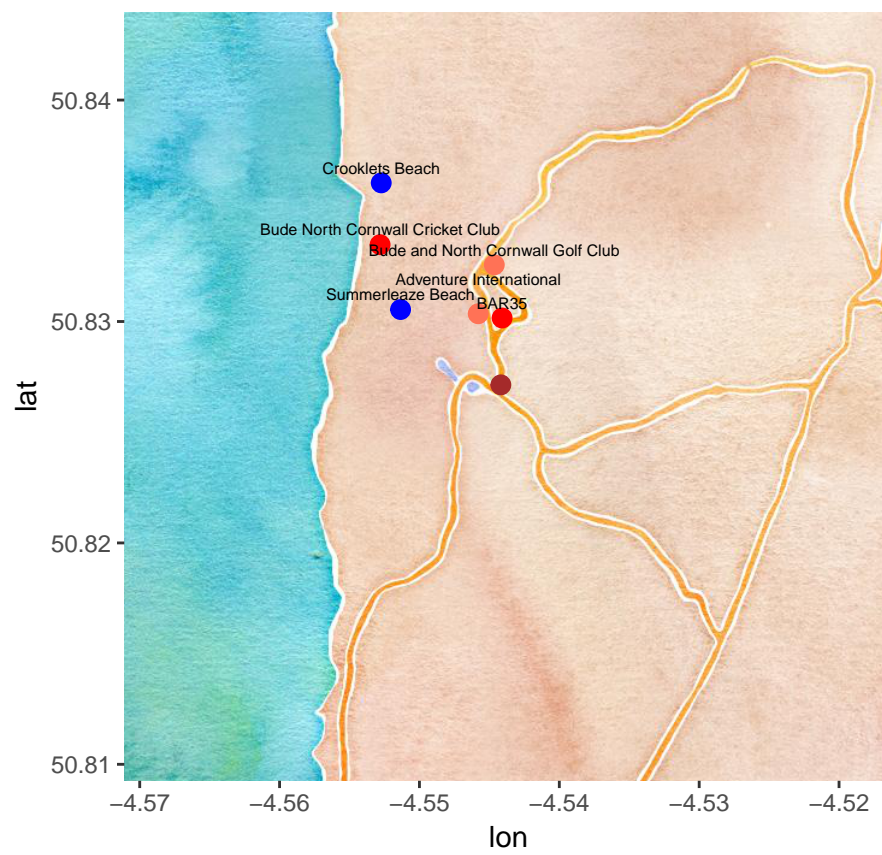 50.84
Crooklets Beach
Bude North Cornwall Cricket Club
Bude and North Cornwall Golf Club
Adventure International
Summerleaze Beach
BAR35
50.83
50.82
50.81
lat
−4.57
−4.56
−4.55
−4.54
−4.53
−4.52
lon